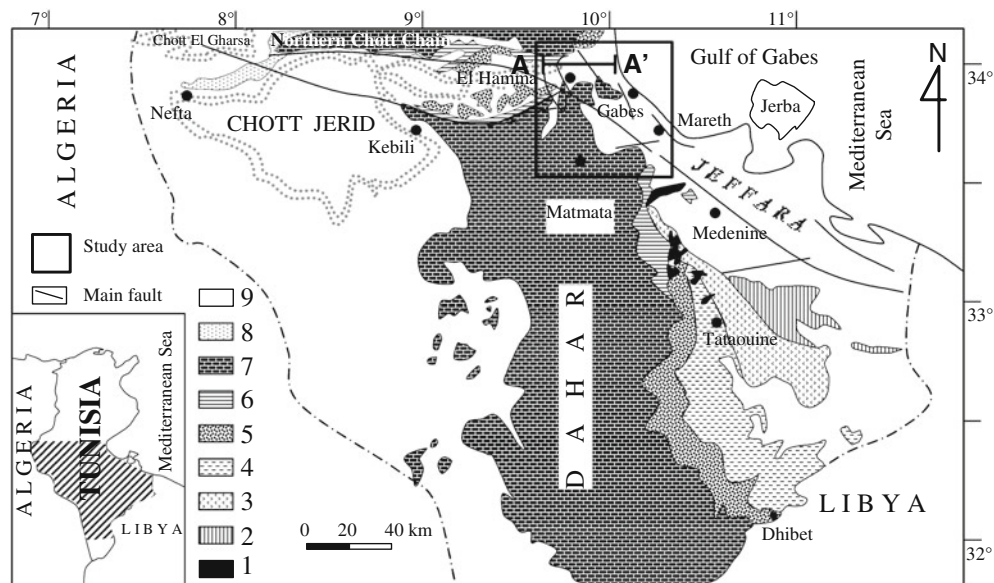 7° 8° 9° 10° 11°
Chott El Gharsa
Northern Chott Chain
A A'
Gulf of Gabes
N
34°
El Hamma
Nefta
CHOTT JERID
Kebili
Gabes
Mareth
Jerba
Mediterranean Sea
ALGERIA
JEFFARA
Matmata
Medenine
Study area
Main fault
33°
DAHAR
Tataouine
9
8
7
6
5
4
3
2
1
ALGERIA
TUNISIA
Mediterranean Sea
LIBYA
0 20 40 km
LIBYA
Dhibet
32°